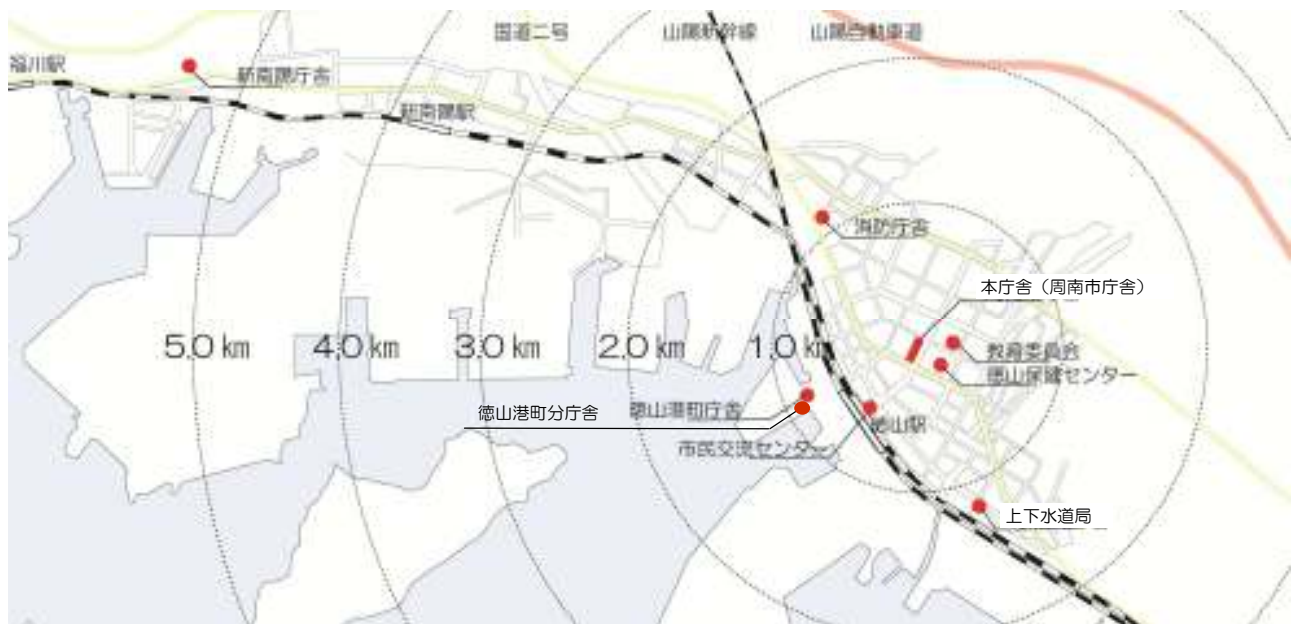 国道二号
山陽新幹線
山陽自動車道
福川駅
新南陽庁舎
新南陽駅
消防庁舎
本庁舎（周南市庁舎）
5.0 km
4.0 km
3.0 km
2.0 km
1.0 km
教育委員会
徳山保健センター
徳山港町分庁舎
徳山港町庁舎
徳山駅
市民交流センター
上下水道局